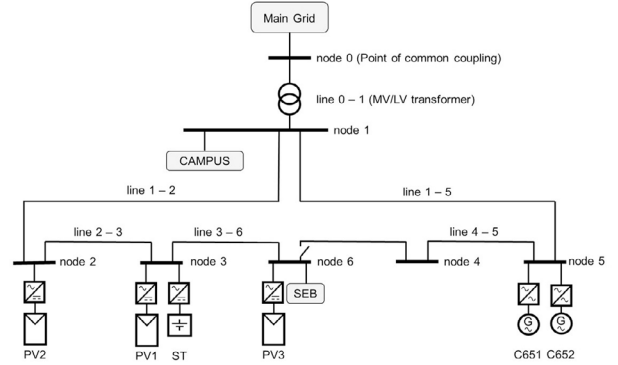 Main Grid
node 0 (Point of common coupling)
line 0 – 1 (MV/LV transformer)
node 1
CAMPUS
line 1 – 2
line 1 – 5
line 2 – 3
line 3 – 6
line 4 – 5
node 2
node 3
node 6
node 4
node 5
SEB
G
G
PV2
PV1
ST
PV3
C651
C652